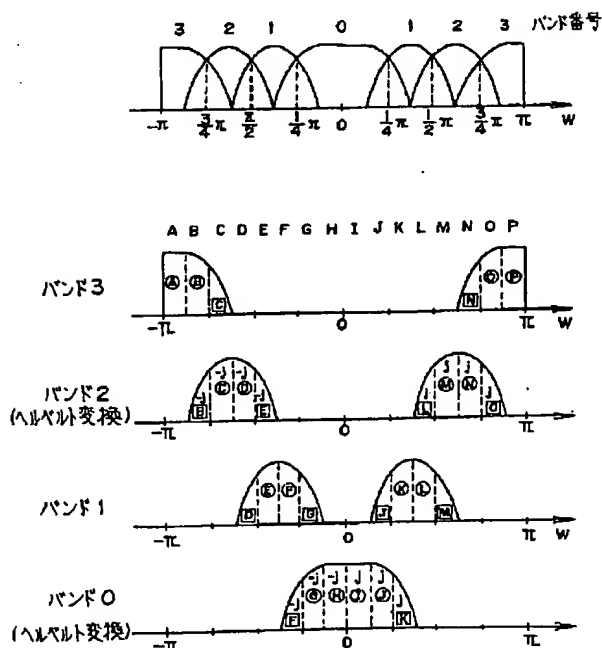 3 2 1 0 1 2 3 バンド番号
-π 3/4π π/2 1/4π 0 1/4π 1/2π 3/4π π W
A B C D E F G H I J K L M N O P
バンド3
A B C N O P
-π 0 π W
バンド2
(ヘルベルト変換)
-j -j -j -j j j j j
B C D E L M N O
-π 0 π W
バンド1
D E F G J K L M
-π 0 π W
バンド0
(ヘルベルト変換)
-j -j -j j j j
F G H I J K
-π 0 π W